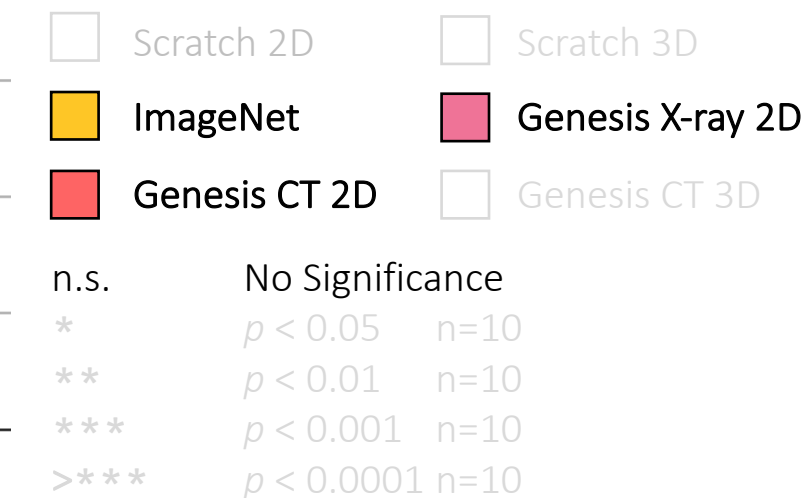 Scratch 2D Scratch 3D
ImageNet Genesis X-ray 2D
Genesis CT 2D Genesis CT 3D
n.s. No Significance
* p < 0.05 n=10
** p < 0.01 n=10
*** p < 0.001 n=10
>*** p < 0.0001 n=10